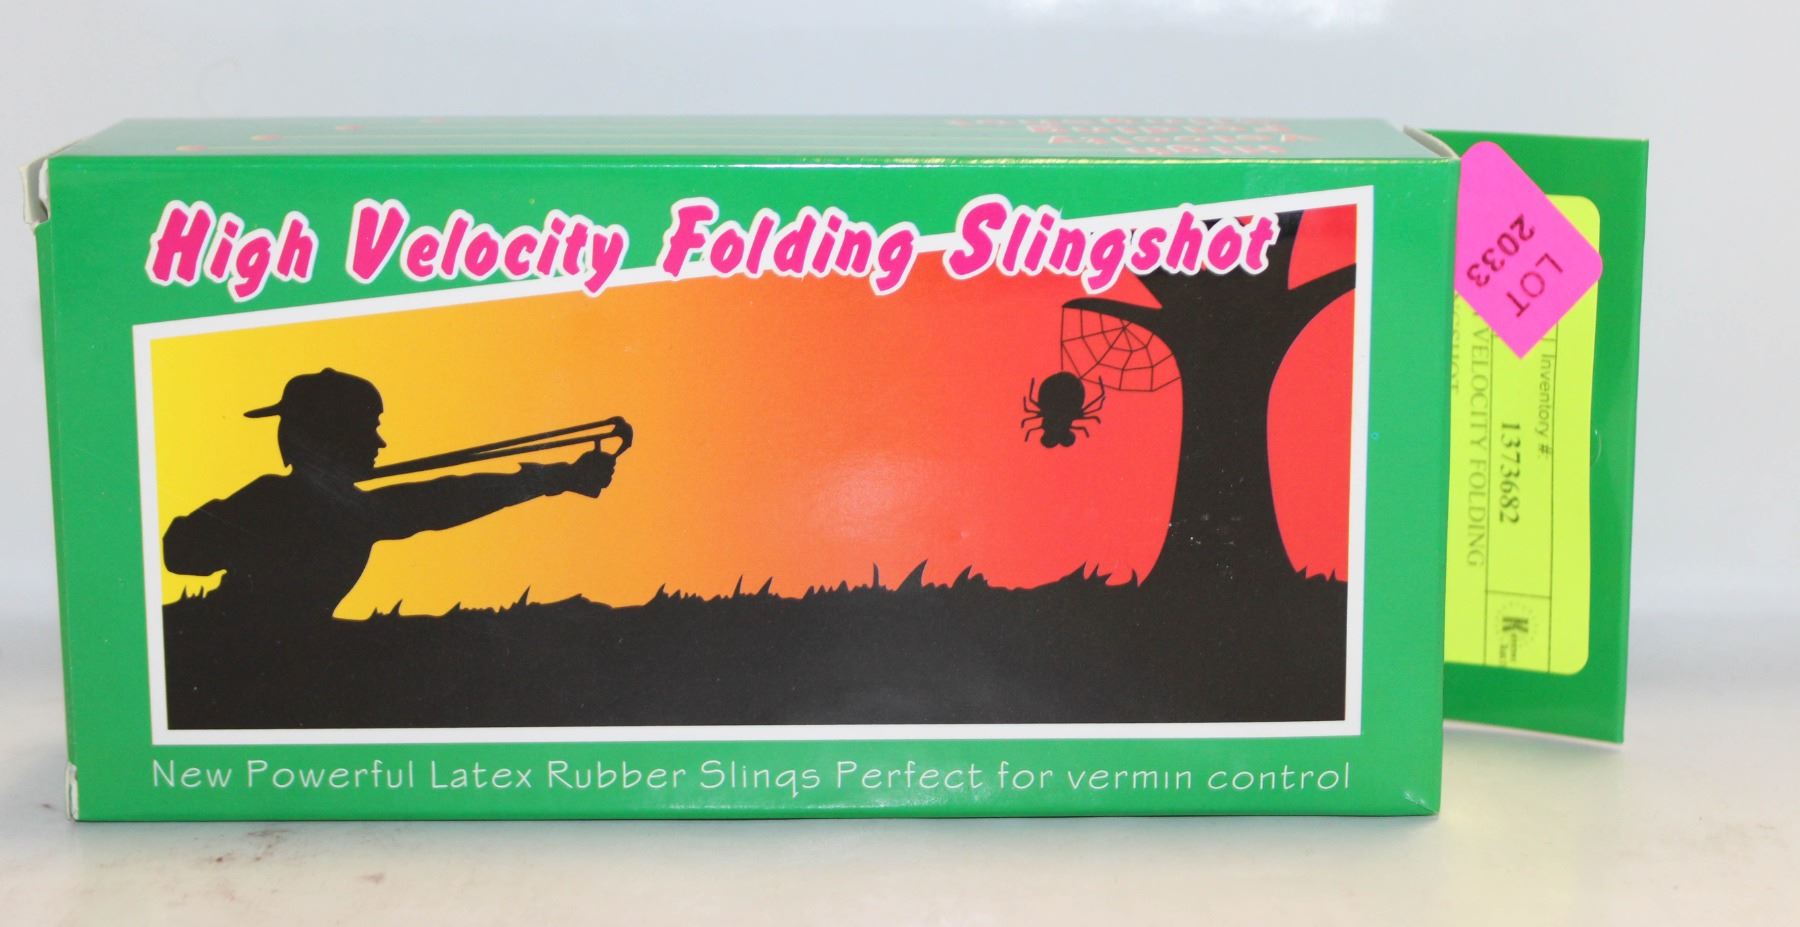 High Velocity Folding Slingshot
New Powerful Latex Rubber Slings Perfect for vermin control
LOT
2033
Inventory #:
1373682
VELOCITY FOLDING